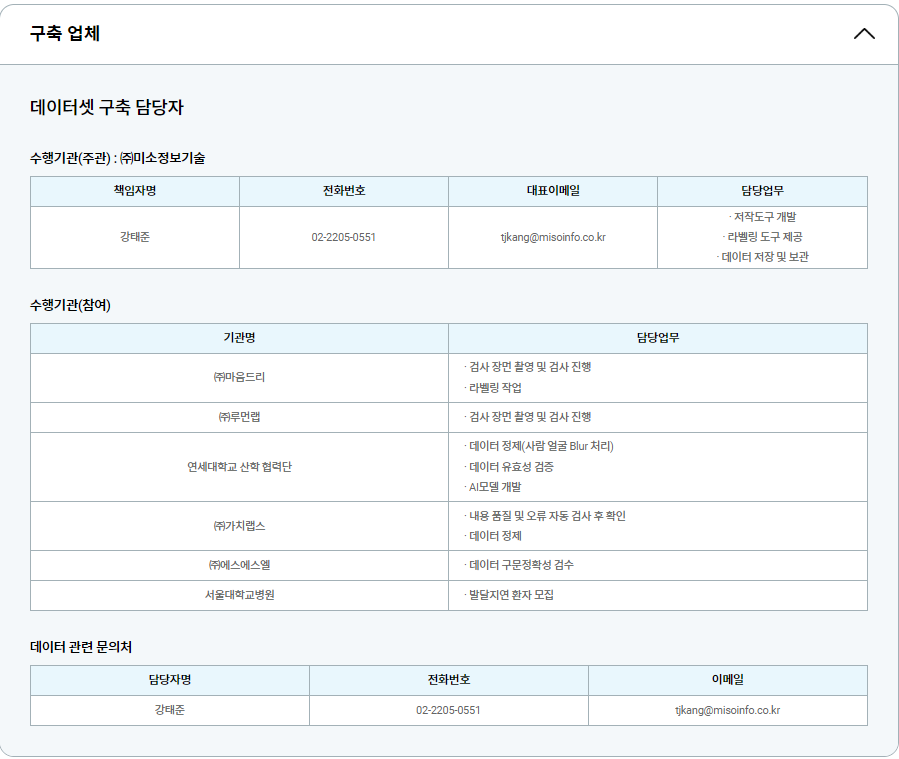 구축 업체
데이터셋 구축 담당자
수행기관(주관) : ㈜미소정보기술
책임자명 전화번호 대표이메일 담당업무
강태준 02-2205-0551 tjkang@misoinfo.co.kr · 저작도구 개발
· 라벨링 도구 제공
· 데이터 저장 및 보관
수행기관(참여)
기관명 담당업무
㈜마음드리 · 검사 장면 촬영 및 검사 진행
· 라벨링 작업
㈜루먼랩 · 검사 장면 촬영 및 검사 진행
연세대학교 산학 협력단 · 데이터 정제(사람 얼굴 Blur 처리)
· 데이터 유효성 검증
· AI모델 개발
㈜가치랩스 · 내용 품질 및 오류 자동 검사 후 확인
· 데이터 정제
㈜에스에스엘 · 데이터 구문정확성 검수
서울대학교병원 · 발달지연 환자 모집
데이터 관련 문의처
담당자명 전화번호 이메일
강태준 02-2205-0551 tjkang@misoinfo.co.kr